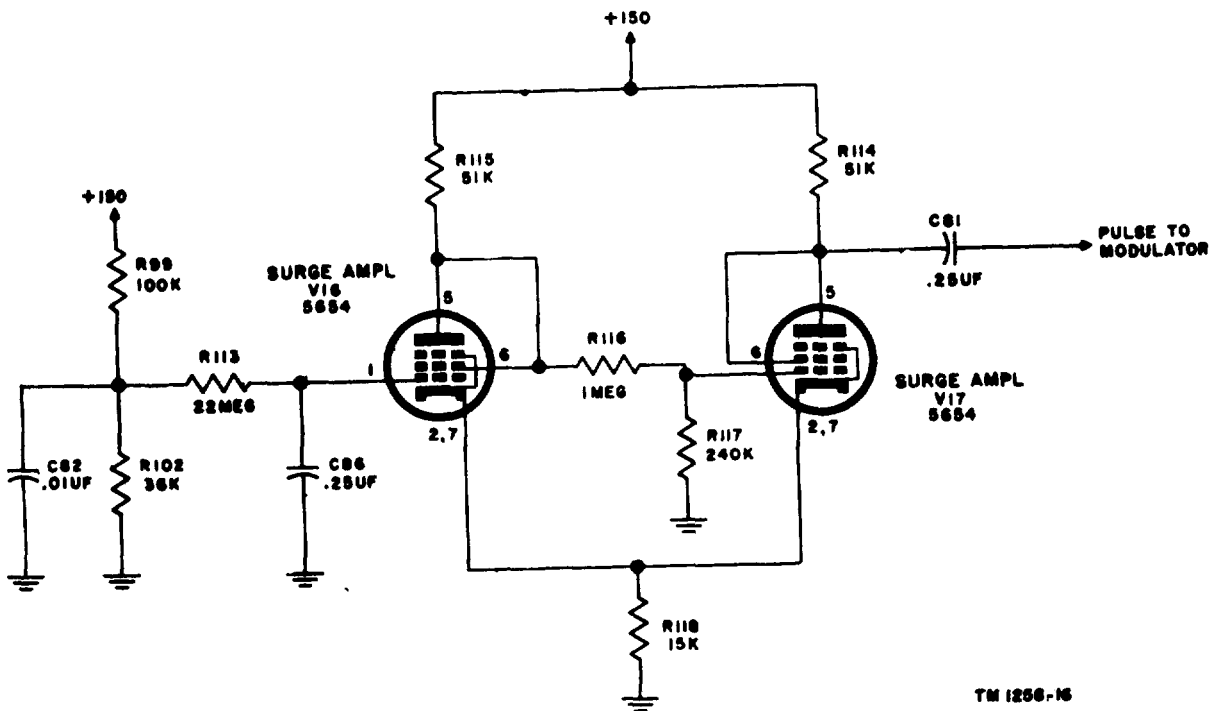 +150
R115
51K
R114
51K
+150
R99
100K
SURGE AMPL
V16
5654
5
C81
.25UF
PULSE TO
MODULATOR
5
R113
22MEG
1
6
R116
1MEG
6
SURGE AMPL
V17
5654
2,7
2,7
R117
240K
C82
.01UF
R102
36K
C86
.25UF
R118
15K
TM 1256-16